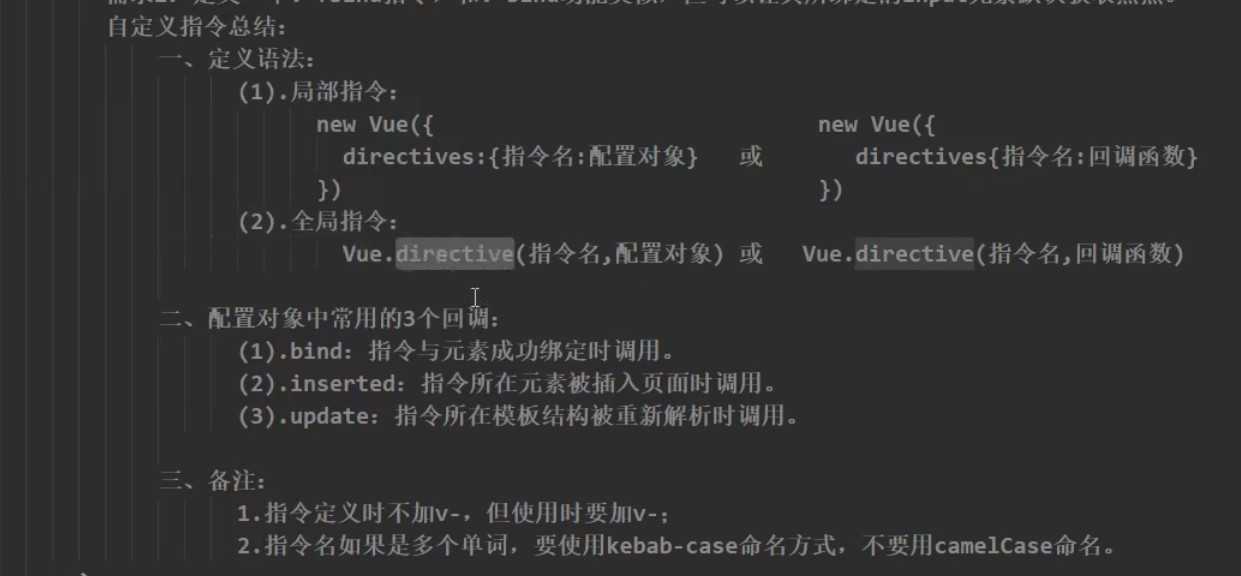 自定义指令总结:
一、定义语法:
(1).局部指令:
new Vue({ new Vue({
directives:{指令名:配置对象} 或 directives{指令名:回调函数}
}) })
(2).全局指令:
Vue.directive(指令名,配置对象) 或 Vue.directive(指令名,回调函数)
二、配置对象中常用的3个回调:
(1).bind: 指令与元素成功绑定时调用。
(2).inserted: 指令所在元素被插入页面时调用。
(3).update: 指令所在模板结构被重新解析时调用。
三、备注:
1.指令定义时不加v-, 但使用时要加v-;
2.指令名如果是多个单词, 要使用kebab-case命名方式, 不要用camelCase命名。